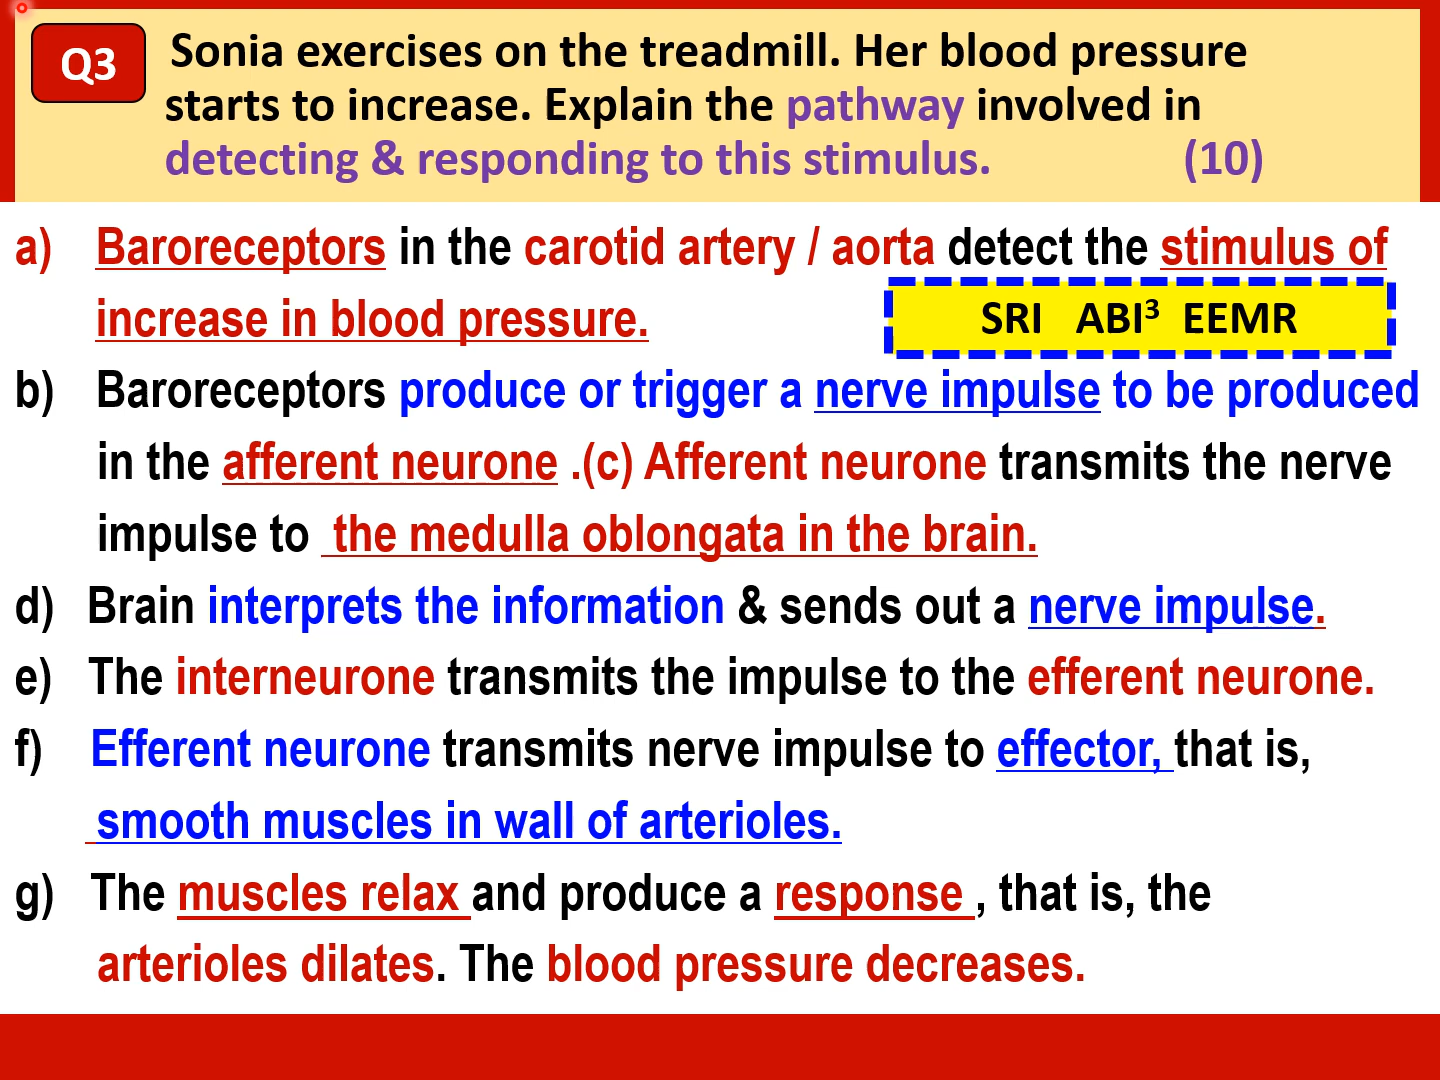 Q3
Sonia exercises on the treadmill. Her blood pressure
starts to increase. Explain the pathway involved in
detecting & responding to this stimulus. (10)
a) Baroreceptors in the carotid artery / aorta detect the stimulus of
increase in blood pressure.
SRI ABI³ EEMR
b) Baroreceptors produce or trigger a nerve impulse to be produced
in the afferent neurone .(c) Afferent neurone transmits the nerve
impulse to the medulla oblongata in the brain.
d) Brain interprets the information & sends out a nerve impulse.
e) The interneurone transmits the impulse to the efferent neurone.
f) Efferent neurone transmits nerve impulse to effector, that is,
smooth muscles in wall of arterioles.
g) The muscles relax and produce a response , that is, the
arterioles dilates. The blood pressure decreases.